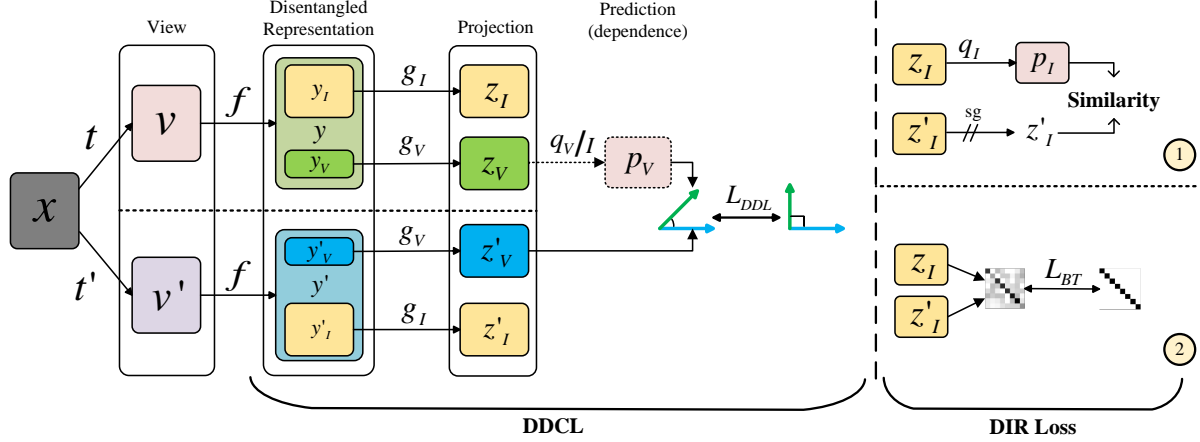 View
Disentangled
Representation
Projection
Prediction
(dependence)
x
t
t'
v
v'
f
f
y_I
y
y_V
y'_V
y'
y'_I
g_I
g_V
g_V
g_I
z_I
z_V
z'_V
z'_I
q_V/I
p_V
L_DDL
DDCL
z_I
q_I
p_I
Similarity
z'_I
sg
z'_I
1
z_I
z'_I
L_BT
2
DIR Loss